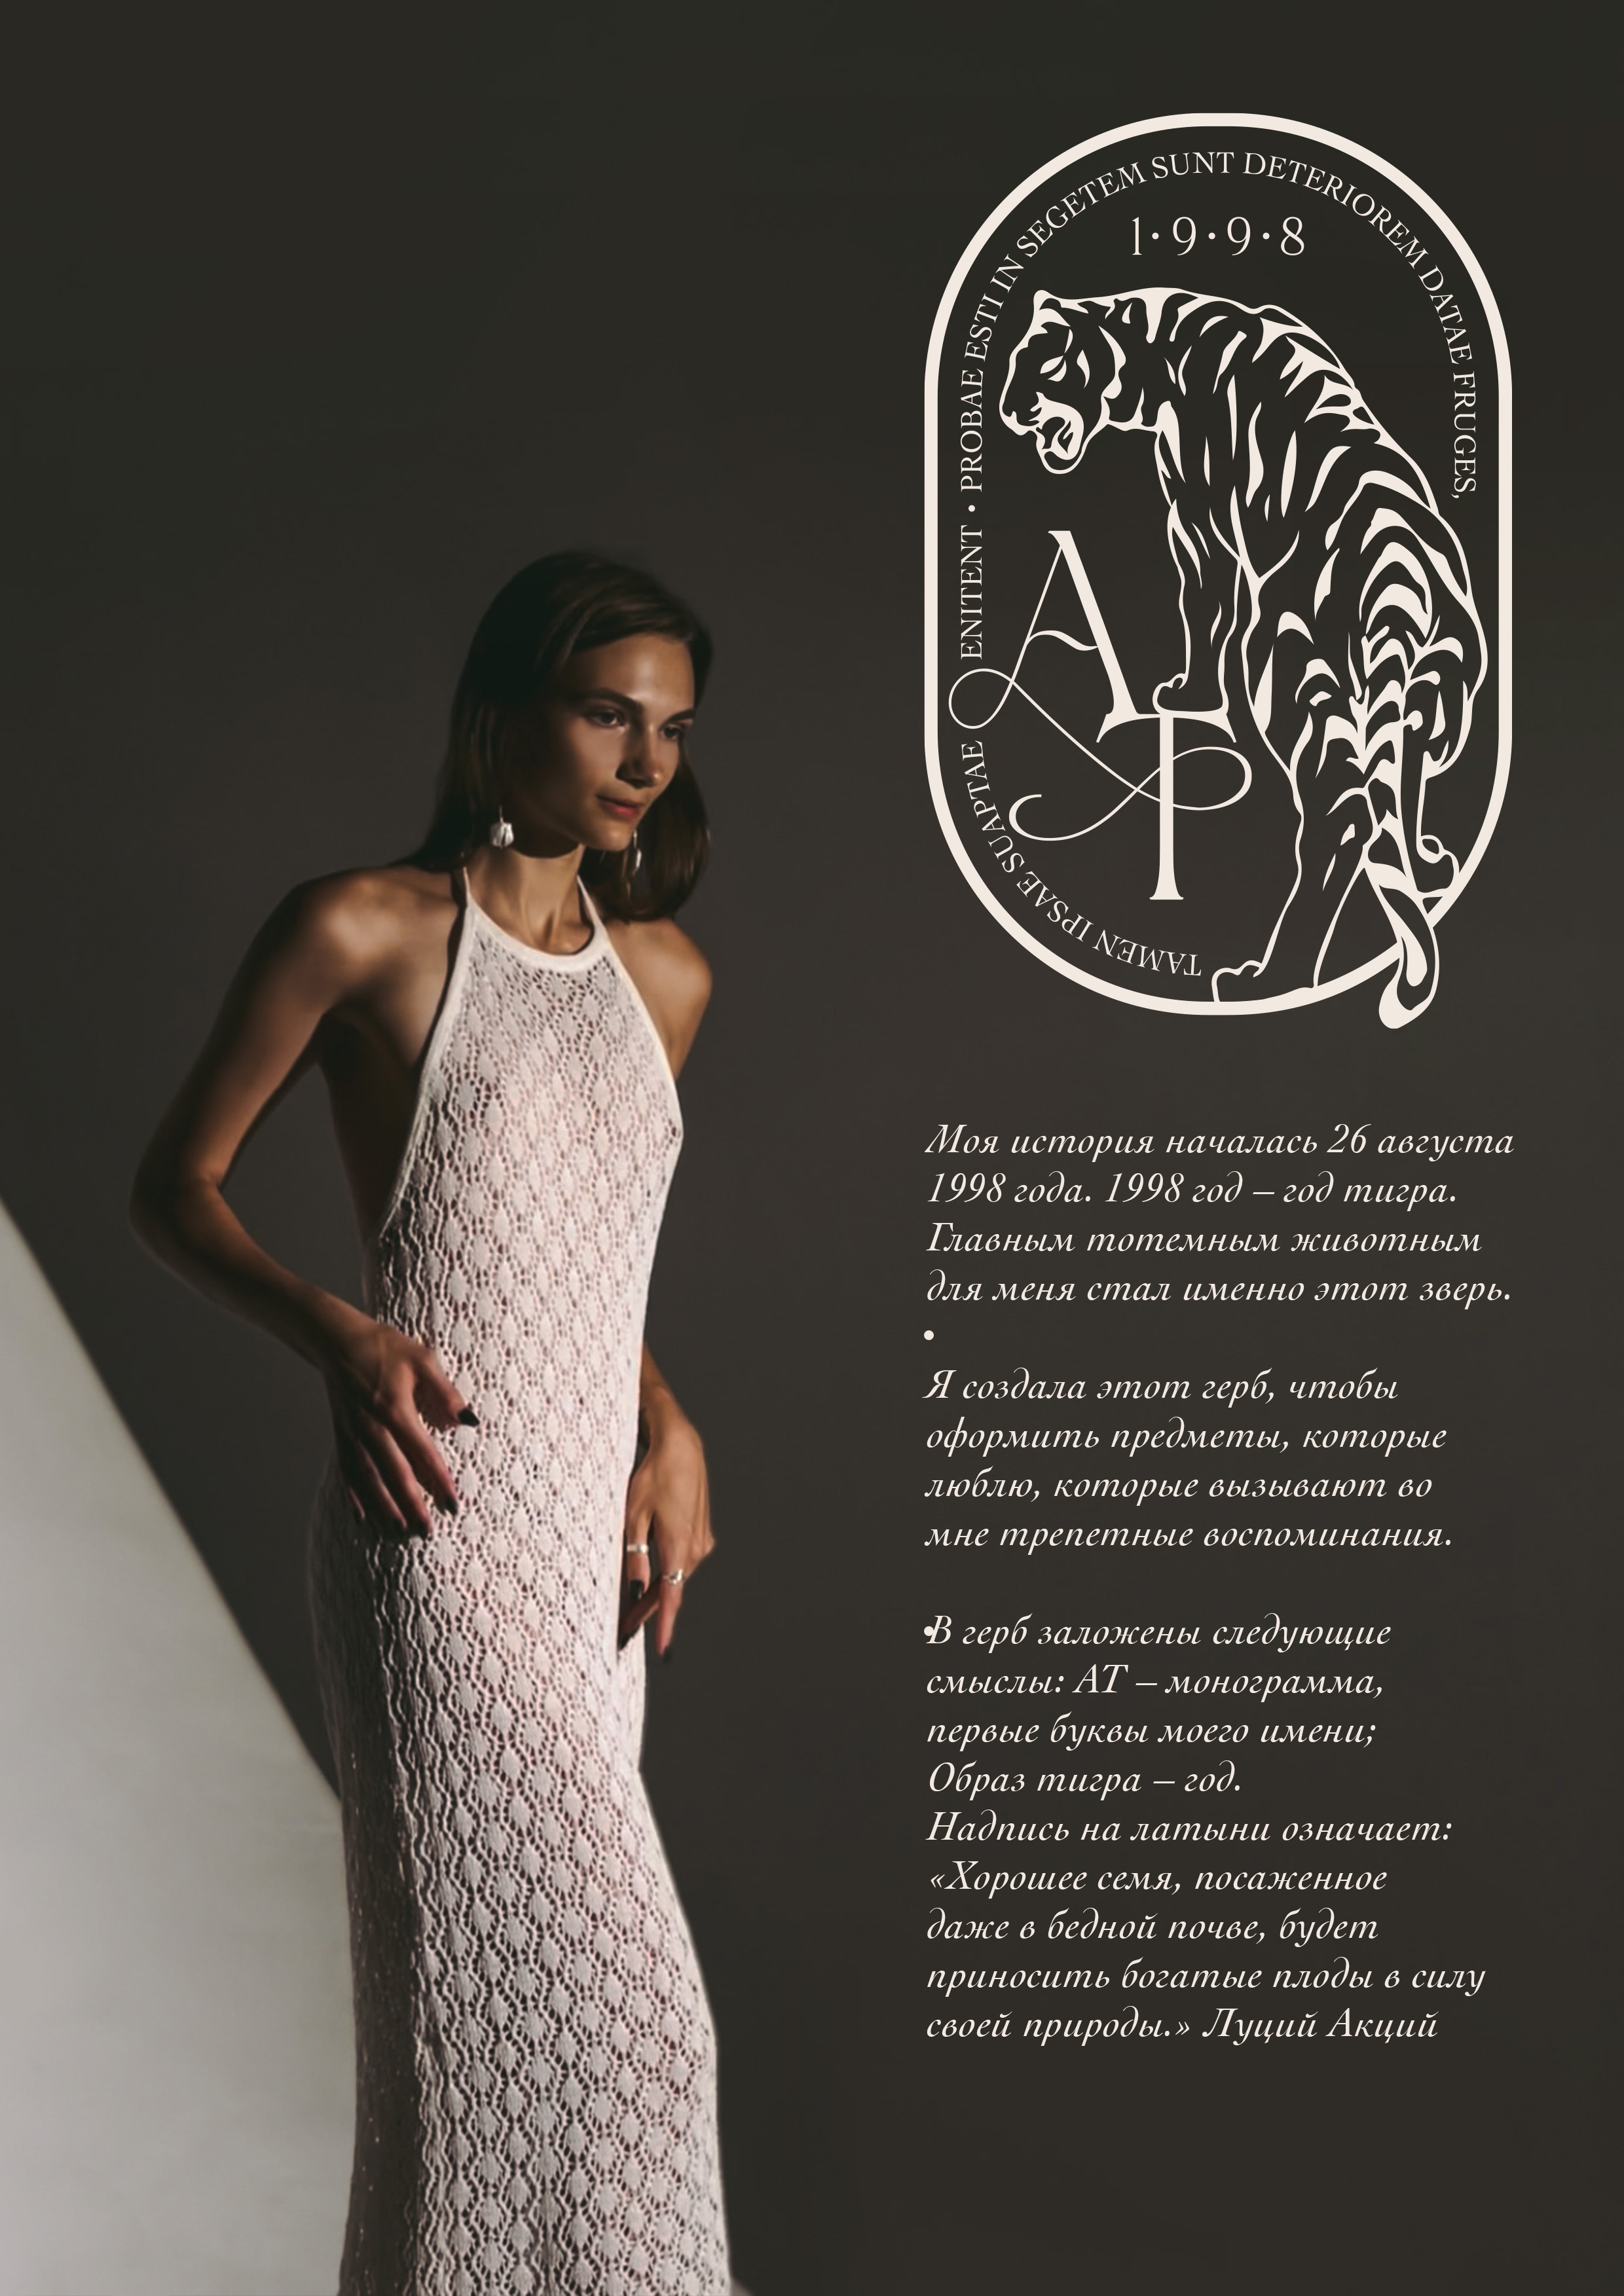 PROBAE ESTI IN SEGETEM SUNT DETERIOREM DATAE FRUGES,
TAMEN IPSAE SUAPTAE ENITENT •
1·9·9·8
AT
Моя история началась 26 августа
1998 года. 1998 год – год тигра.
Главным тотемным животным
для меня стал именно этот зверь.
•
Я создала этот герб, чтобы
оформить предметы, которые
люблю, которые вызывают во
мне трепетные воспоминания.
•В герб заложены следующие
смыслы: АТ – монограмма,
первые буквы моего имени;
Образ тигра – год.
Надпись на латыни означает:
«Хорошее семя, посаженное
даже в бедной почве, будет
приносить богатые плоды в силу
своей природы.» Луций Акций